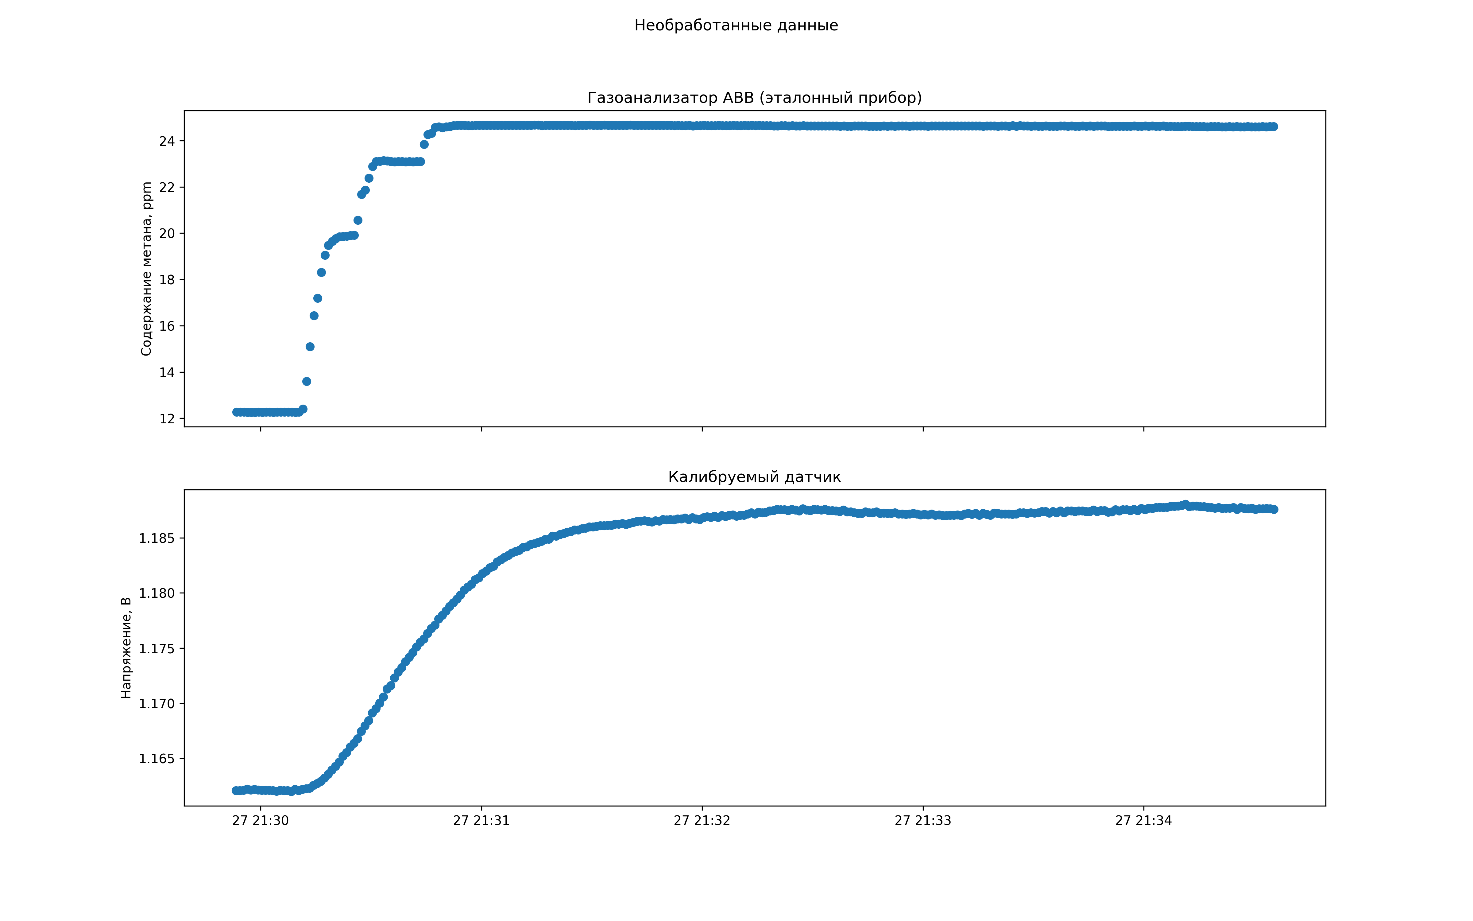 Необработанные данные
Газоанализатор ABB (эталонный прибор)
Содержание метана, ppm
24
22
20
18
16
14
12
Калибруемый датчик
Напряжение, В
1.185
1.180
1.175
1.170
1.165
27 21:30 27 21:31 27 21:32 27 21:33 27 21:34